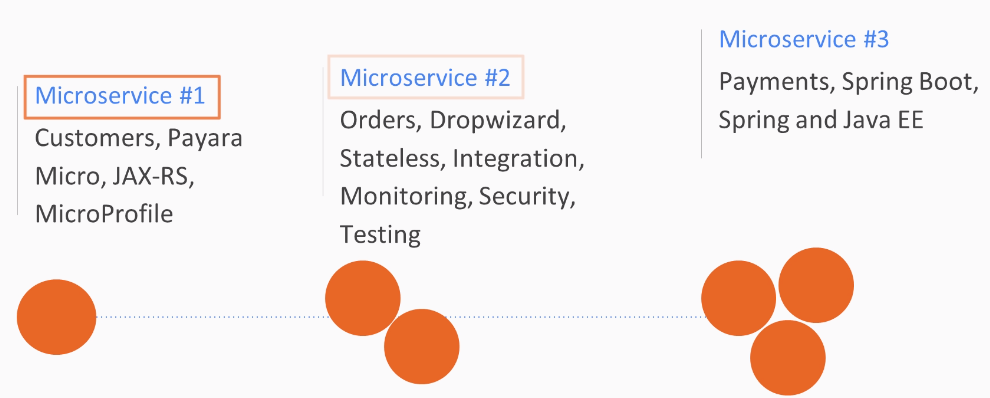 Microservice #1
Customers, Payara
Micro, JAX-RS,
MicroProfile
Microservice #2
Orders, Dropwizard,
Stateless, Integration,
Monitoring, Security,
Testing
Microservice #3
Payments, Spring Boot,
Spring and Java EE